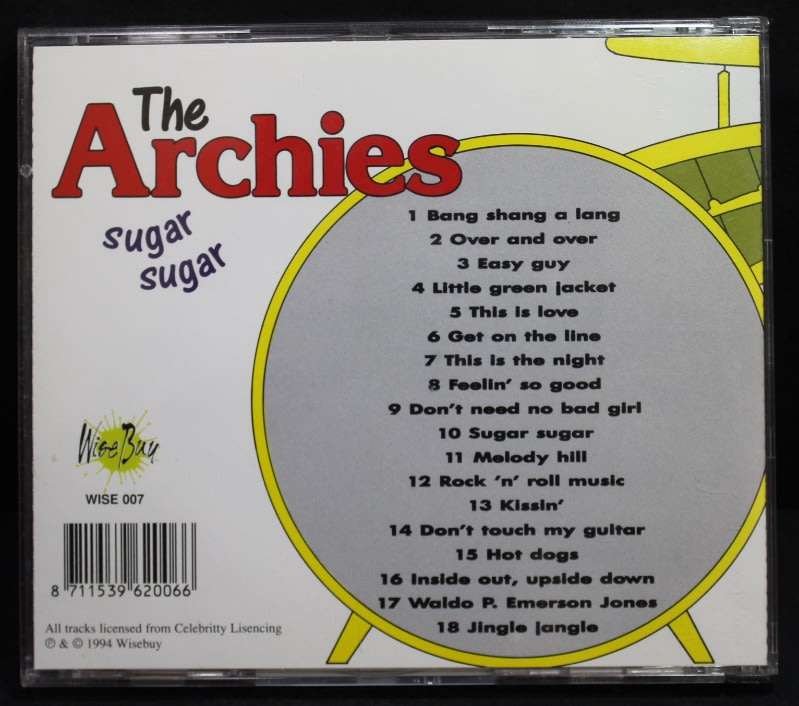 The
Archies
sugar
sugar
1 Bang shang a lang
2 Over and over
3 Easy guy
4 Little green jacket
5 This is love
6 Get on the line
7 This is the night
8 Feelin' so good
9 Don't need no bad girl
10 Sugar sugar
11 Melody hill
12 Rock 'n' roll music
13 Kissin'
14 Don't touch my guitar
15 Hot dogs
16 Inside out, upside down
17 Waldo P. Emerson Jones
18 Jingle jangle
Wise Buy
WISE 007
8 711539 620066
All tracks licensed from Celebritty Lisencing
℗ & © 1994 Wisebuy